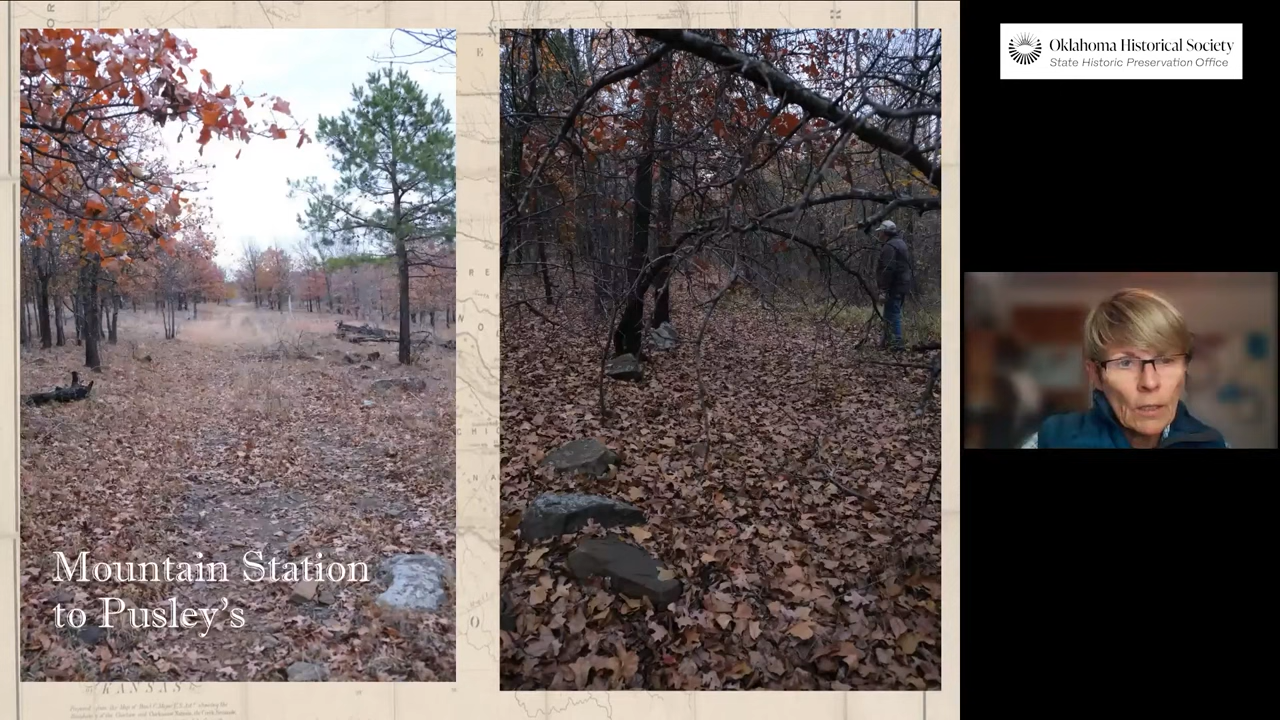 Oklahoma Historical Society
State Historic Preservation Office
Mountain Station
to Pusley's
KANSAS